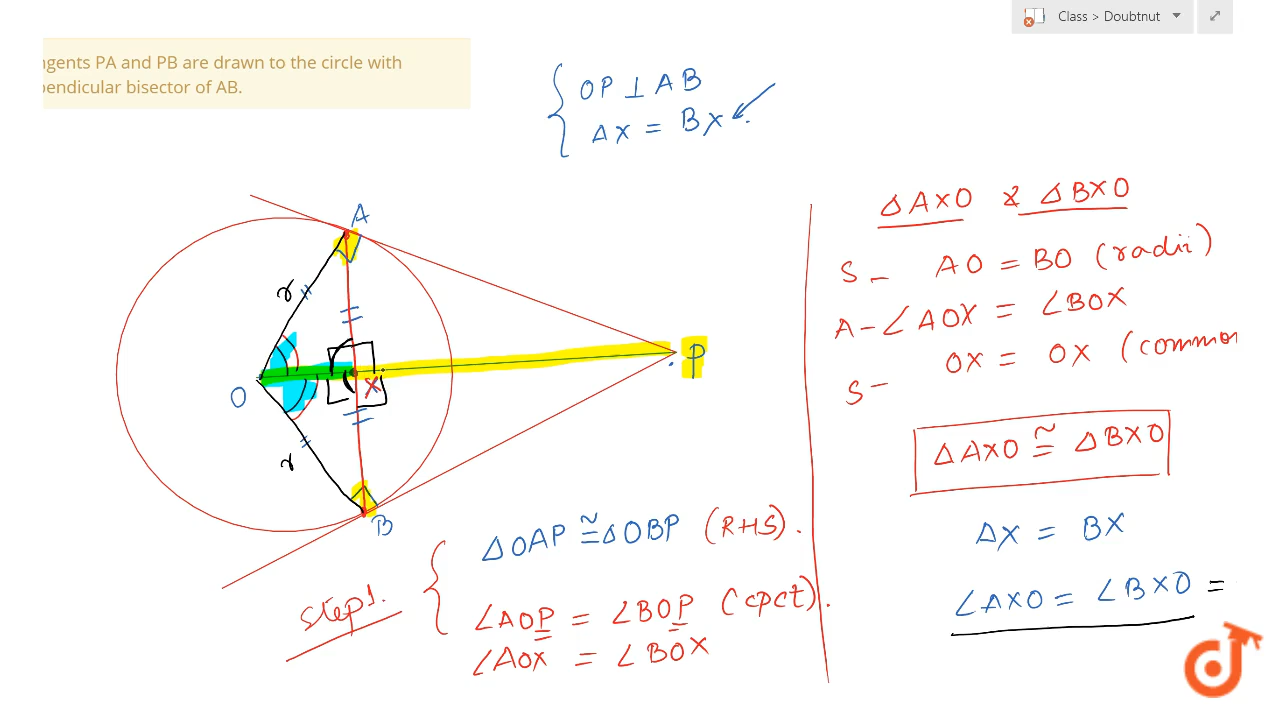 Class > Doubtnut
ngents PA and PB are drawn to the circle with
pendicular bisector of AB.
OP ⊥ AB
AX = BX
A
r
O
X
P
r
B
ΔOAP ≅ ΔOBP (RHS).
Step1.
∠AOP = ∠BOP (cpct).
∠AOX = ∠BOX
ΔAXO & ΔBXO
S – AO = BO (radii)
A – ∠AOX = ∠BOX
S – OX = OX (common
ΔAXO ≅ ΔBXO
AX = BX
∠AXO = ∠BXO =